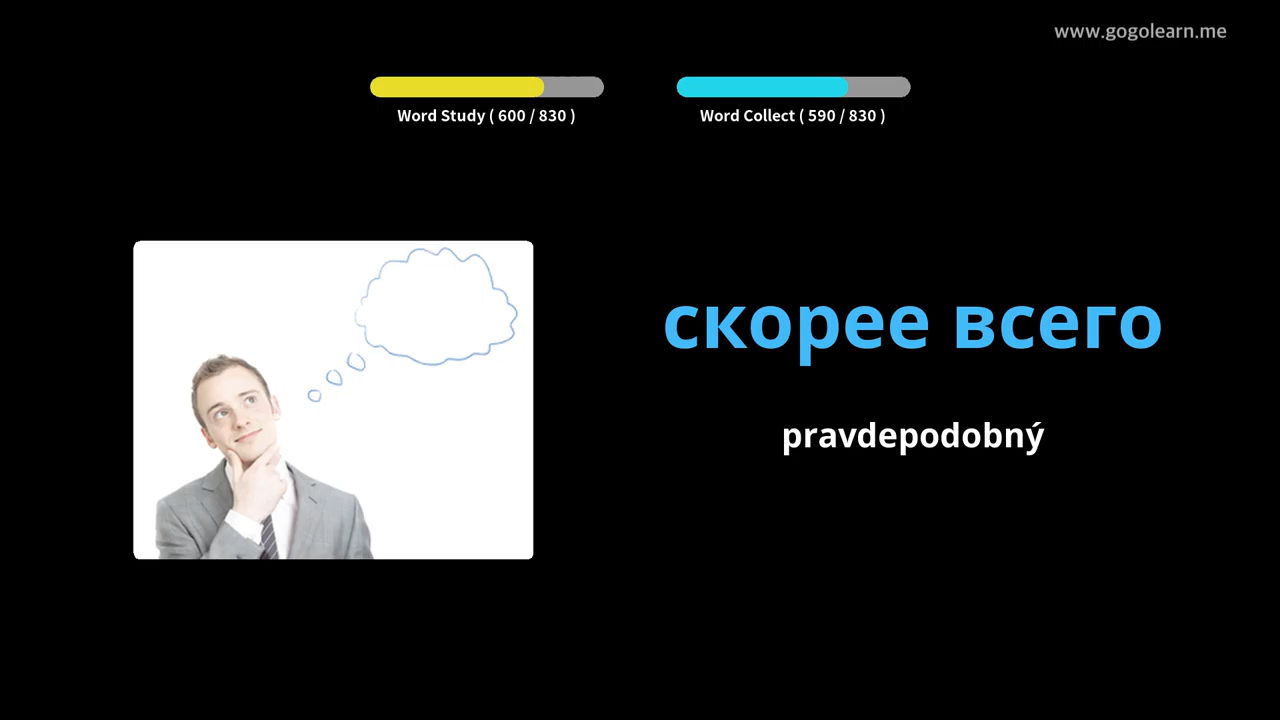 www.gogolearn.me
Word Study ( 600 / 830 )
Word Collect ( 590 / 830 )
скорее всего
pravdepodobný